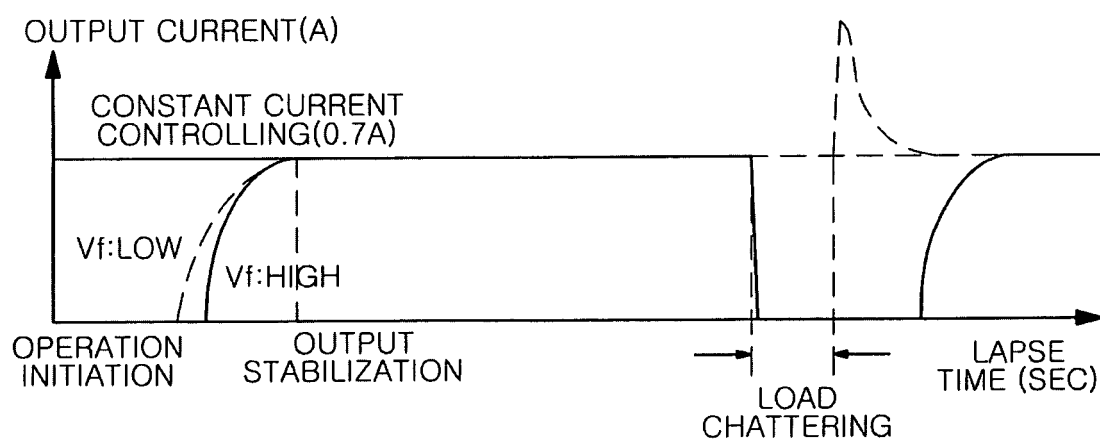 OUTPUT CURRENT(A)
CONSTANT CURRENT
CONTROLLING(0.7A)
Vf:LOW
Vf:HIGH
OPERATION
INITIATION
OUTPUT
STABILIZATION
LOAD
CHATTERING
LAPSE
TIME (SEC)